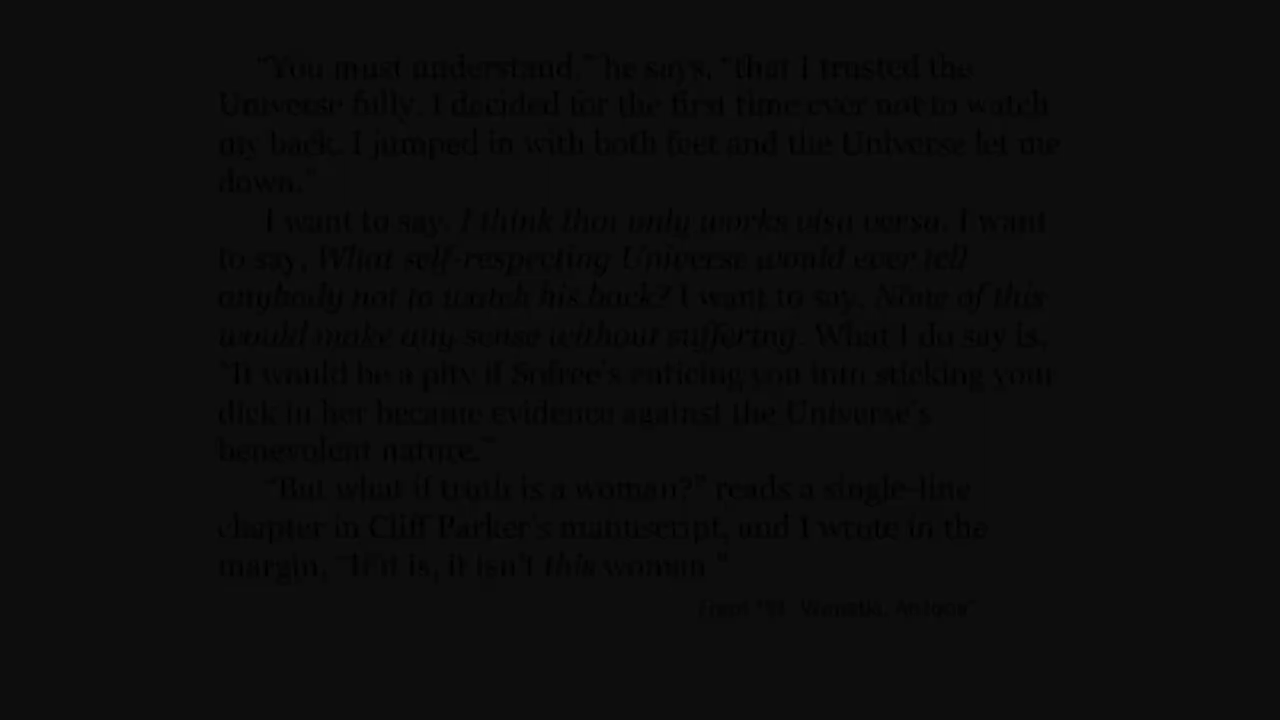 "You must understand," he says, "that I trusted the
Universe fully. I decided for the first time ever not to watch
my back. I jumped in with both feet and the Universe let me
down."
I want to say, I think that only works visa versa. I want
to say, What self-respecting Universe would ever tell
anybody not to watch his back? I want to say, None of this
would make any sense without suffering. What I do say is,
"It would be a pity if Sofree's enticing you into sticking your
dick in her became evidence against the Universe's
benevolent nature."
"But what if truth is a woman?" reads a single-line
chapter in Cliff Parker's manuscript, and I wrote in the
margin, "If it is, it isn't this woman."
from